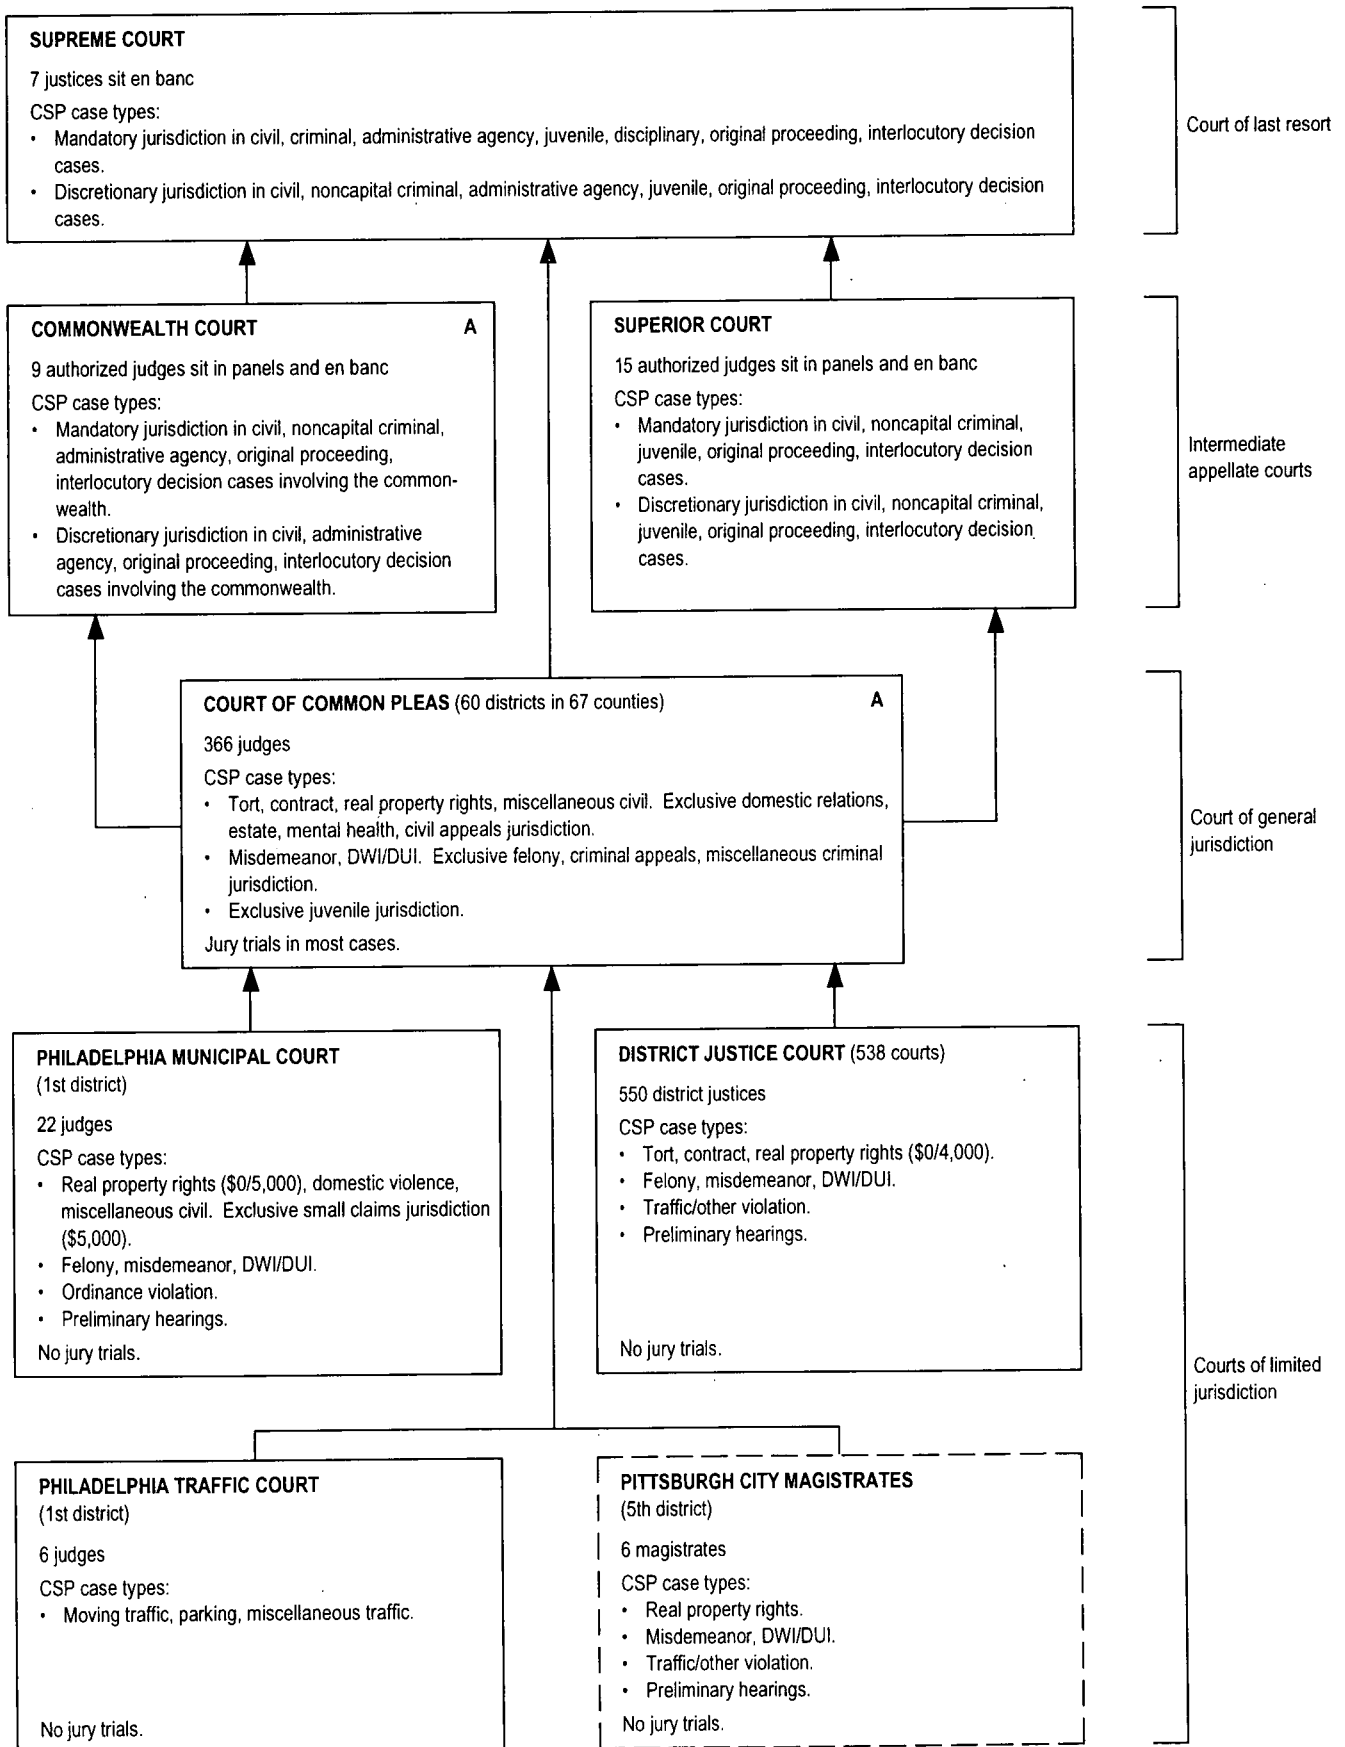 SUPREME COURT
7 justices sit en banc
CSP case types:
• Mandatory jurisdiction in civil, criminal, administrative agency, juvenile, disciplinary, original proceeding, interlocutory decision
cases.
• Discretionary jurisdiction in civil, noncapital criminal, administrative agency, juvenile, original proceeding, interlocutory decision
cases.
Court of last resort
COMMONWEALTH COURT A
9 authorized judges sit in panels and en banc
CSP case types:
• Mandatory jurisdiction in civil, noncapital criminal,
administrative agency, original proceeding,
interlocutory decision cases involving the common-
wealth.
• Discretionary jurisdiction in civil, administrative
agency, original proceeding, interlocutory decision
cases involving the commonwealth.
SUPERIOR COURT
15 authorized judges sit in panels and en banc
CSP case types:
• Mandatory jurisdiction in civil, noncapital criminal,
juvenile, original proceeding, interlocutory decision
cases.
• Discretionary jurisdiction in civil, noncapital criminal,
juvenile, original proceeding, interlocutory decision
cases.
Intermediate
appellate courts
COURT OF COMMON PLEAS (60 districts in 67 counties) A
366 judges
CSP case types:
• Tort, contract, real property rights, miscellaneous civil. Exclusive domestic relations,
estate, mental health, civil appeals jurisdiction.
• Misdemeanor, DWI/DUI. Exclusive felony, criminal appeals, miscellaneous criminal
jurisdiction.
• Exclusive juvenile jurisdiction.
Jury trials in most cases.
Court of general
jurisdiction
PHILADELPHIA MUNICIPAL COURT
(1st district)
22 judges
CSP case types:
• Real property rights ($0/5,000), domestic violence,
miscellaneous civil. Exclusive small claims jurisdiction
($5,000).
• Felony, misdemeanor, DWI/DUI.
• Ordinance violation.
• Preliminary hearings.
No jury trials.
DISTRICT JUSTICE COURT (538 courts)
550 district justices
CSP case types:
• Tort, contract, real property rights ($0/4,000).
• Felony, misdemeanor, DWI/DUI.
• Traffic/other violation.
• Preliminary hearings.
No jury trials.
Courts of limited
jurisdiction
PHILADELPHIA TRAFFIC COURT
(1st district)
6 judges
CSP case types:
• Moving traffic, parking, miscellaneous traffic.
No jury trials.
PITTSBURGH CITY MAGISTRATES
(5th district)
6 magistrates
CSP case types:
• Real property rights.
• Misdemeanor, DWI/DUI.
• Traffic/other violation.
• Preliminary hearings.
No jury trials.